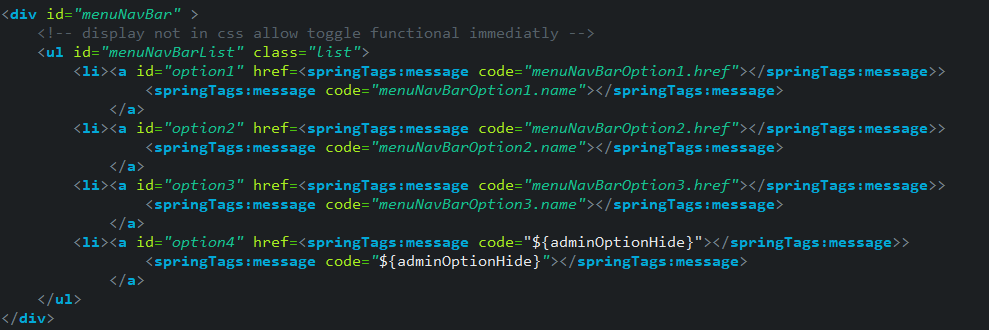 <div id="menuNavBar" >
<!-- display not in css allow toggle functional immediatly -->
<ul id="menuNavBarList" class="list">
<li><a id="option1" href=<springTags:message code="menuNavBarOption1.href"></springTags:message>>
<springTags:message code="menuNavBarOption1.name"></springTags:message>
</a>
<li><a id="option2" href=<springTags:message code="menuNavBarOption2.href"></springTags:message>>
<springTags:message code="menuNavBarOption2.name"></springTags:message>
</a>
<li><a id="option3" href=<springTags:message code="menuNavBarOption3.href"></springTags:message>>
<springTags:message code="menuNavBarOption3.name"></springTags:message>
</a>
<li><a id="option4" href=<springTags:message code="${adminOptionHide}"></springTags:message>>
<springTags:message code="${adminOptionHide}"></springTags:message>
</a>
</ul>
</div>